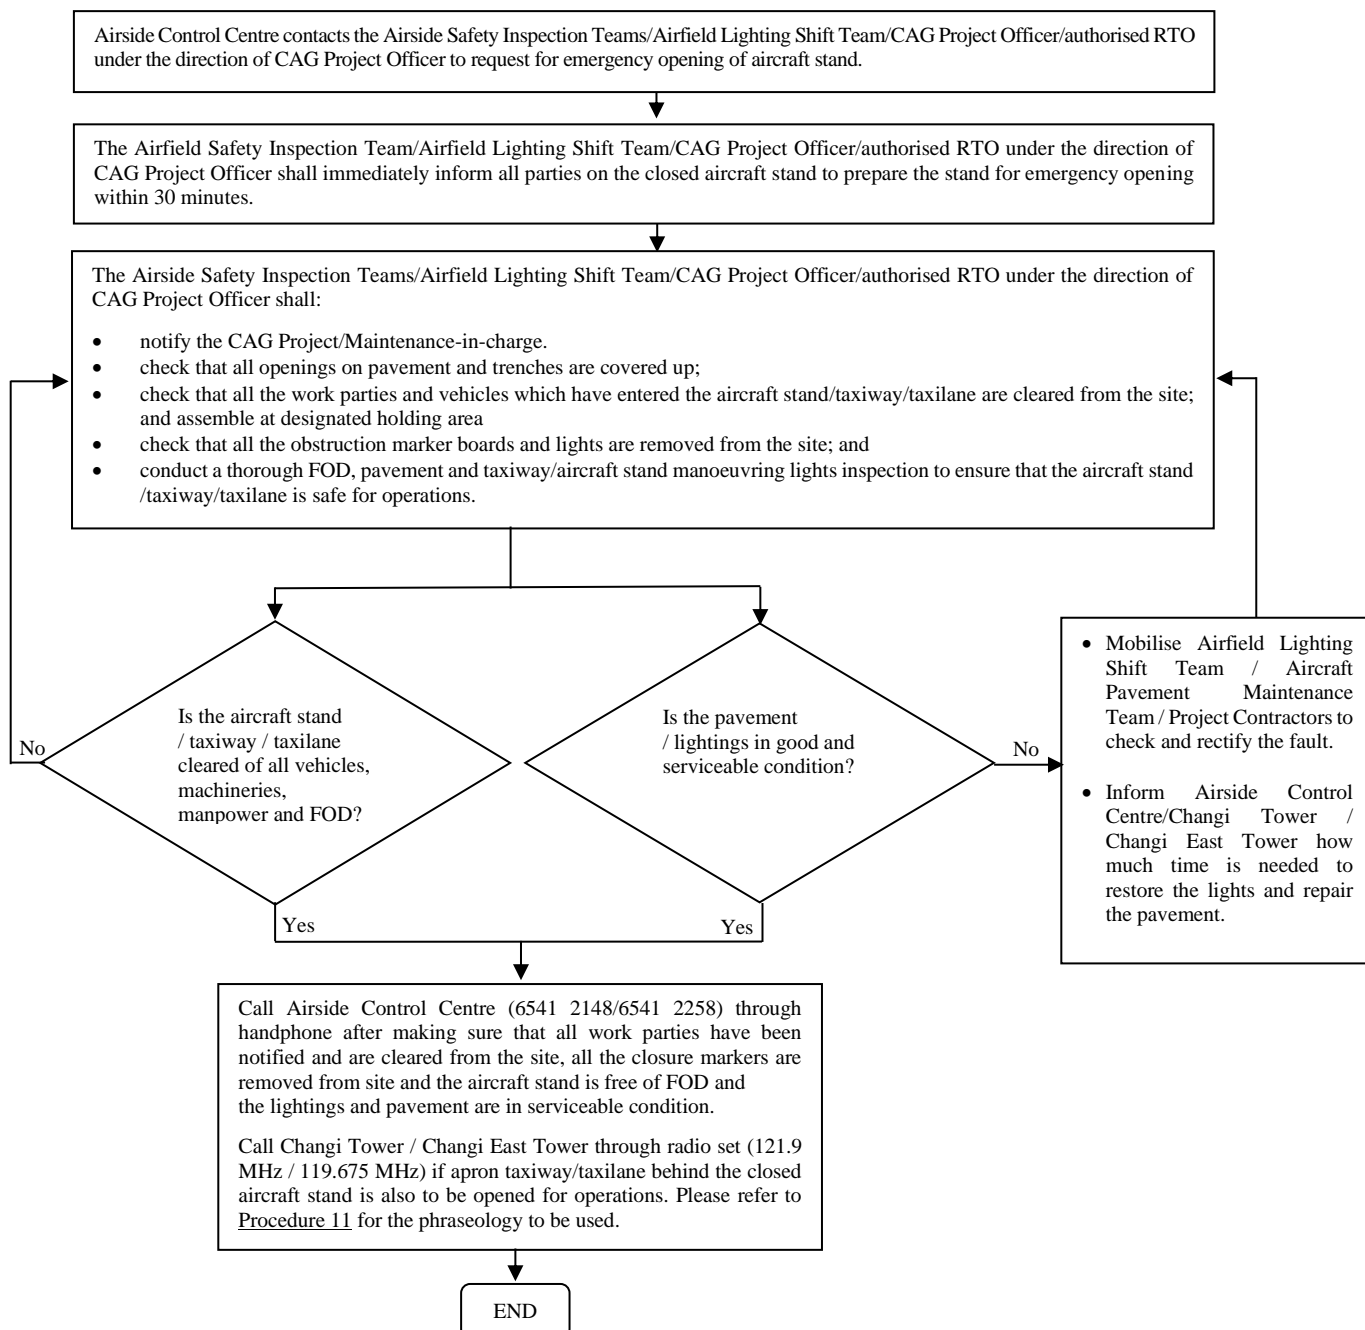 Airside Control Centre contacts the Airside Safety Inspection Teams/Airfield Lighting Shift Team/CAG Project Officer/authorised RTO
under the direction of CAG Project Officer to request for emergency opening of aircraft stand.
The Airfield Safety Inspection Team/Airfield Lighting Shift Team/CAG Project Officer/authorised RTO under the direction of
CAG Project Officer shall immediately inform all parties on the closed aircraft stand to prepare the stand for emergency opening
within 30 minutes.
The Airside Safety Inspection Teams/Airfield Lighting Shift Team/CAG Project Officer/authorised RTO under the direction of
CAG Project Officer shall:
• notify the CAG Project/Maintenance-in-charge.
• check that all openings on pavement and trenches are covered up;
• check that all the work parties and vehicles which have entered the aircraft stand/taxiway/taxilane are cleared from the site;
and assemble at designated holding area
• check that all the obstruction marker boards and lights are removed from the site; and
• conduct a thorough FOD, pavement and taxiway/aircraft stand manoeuvring lights inspection to ensure that the aircraft stand
/taxiway/taxilane is safe for operations.
Is the aircraft stand
/ taxiway / taxilane
cleared of all vehicles,
machineries,
manpower and FOD?
No
Yes
Is the pavement
/ lightings in good and
serviceable condition?
No
Yes
• Mobilise Airfield Lighting
Shift Team / Aircraft
Pavement Maintenance
Team / Project Contractors to
check and rectify the fault.
• Inform Airside Control
Centre/Changi Tower /
Changi East Tower how
much time is needed to
restore the lights and repair
the pavement.
Call Airside Control Centre (6541 2148/6541 2258) through
handphone after making sure that all work parties have been
notified and are cleared from the site, all the closure markers are
removed from site and the aircraft stand is free of FOD and
the lightings and pavement are in serviceable condition.
Call Changi Tower / Changi East Tower through radio set (121.9
MHz / 119.675 MHz) if apron taxiway/taxilane behind the closed
aircraft stand is also to be opened for operations. Please refer to
Procedure 11 for the phraseology to be used.
END